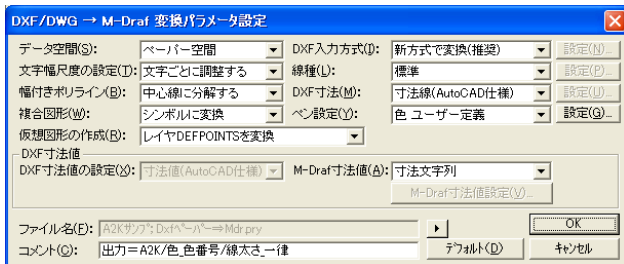 DXF/DWG → M-Draf 変換パラメータ設定
データ空間(S): ペーパー空間 DXF入力方式(I): 新方式で変換(推奨) 設定(N)...
文字幅尺度の設定(T): 文字ごとに調整する 線種(L): 標準 設定(P)...
幅付きポリライン(B): 中心線に分解する DXF寸法(M): 寸法線(AutoCAD仕様) 設定(U)...
複合図形(W): シンボルに変換 ペン設定(Y): 色 ユーザー定義 設定(G)...
仮想図形の作成(R): レイヤDEFPOINTSを変換
DXF寸法値
DXF寸法値の設定(X): 寸法値(AutoCAD仕様) M-Draf寸法値(A): 寸法文字列
M-Draf寸法値設定(V)...
ファイル名(F): A2Kサンプ; Dxfペーパー⇒Mdr.pry OK
コメント(C): 出力=A2K/色_色番号/線太さ_一律 デフォルト(D) キャンセル